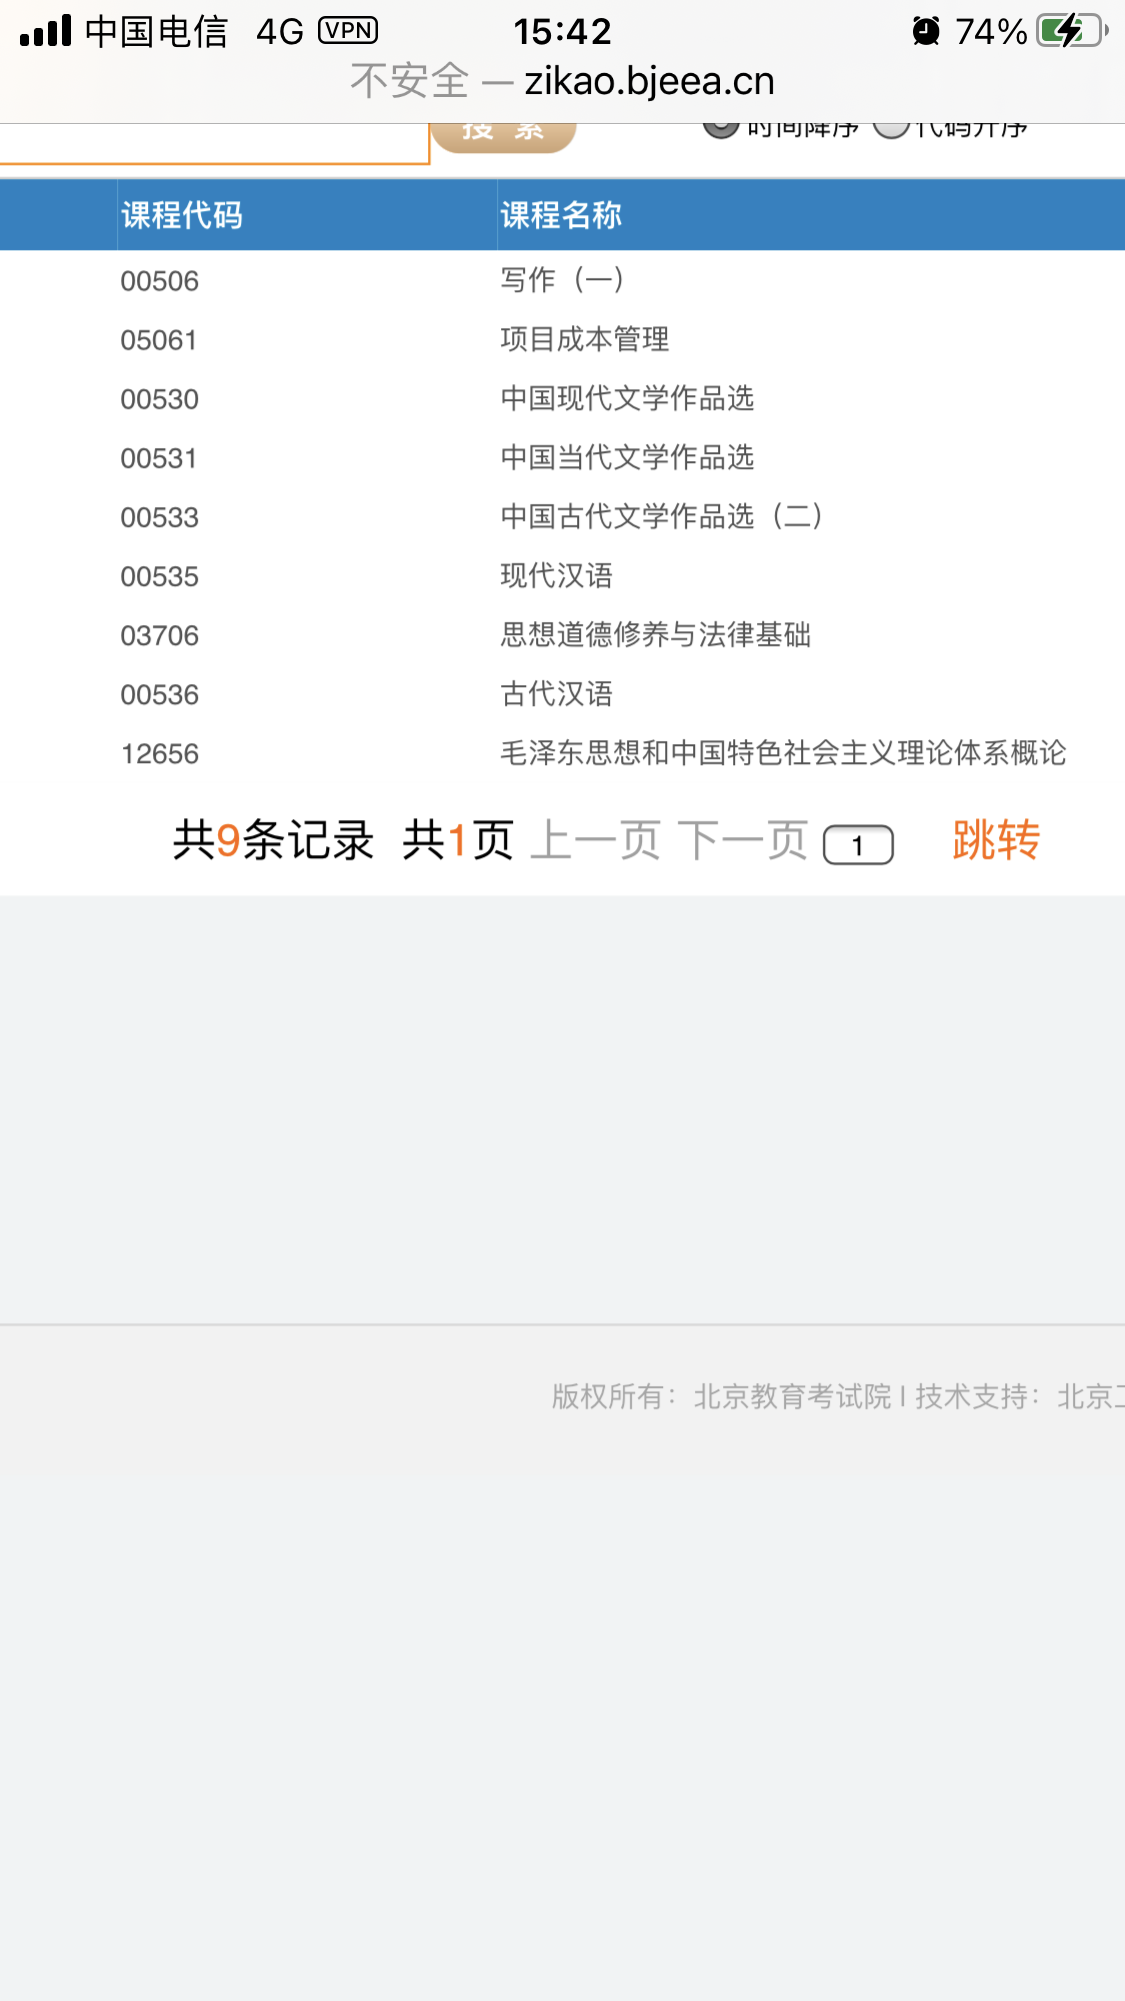 中国电信 4G VPN 15:42 74%
不安全 — zikao.bjeea.cn
搜 索 时间降序 代码升序
课程代码 课程名称
00506 写作（一）
05061 项目成本管理
00530 中国现代文学作品选
00531 中国当代文学作品选
00533 中国古代文学作品选（二）
00535 现代汉语
03706 思想道德修养与法律基础
00536 古代汉语
12656 毛泽东思想和中国特色社会主义理论体系概论
共9条记录 共1页 上一页 下一页 1 跳转
版权所有：北京教育考试院 | 技术支持：北京